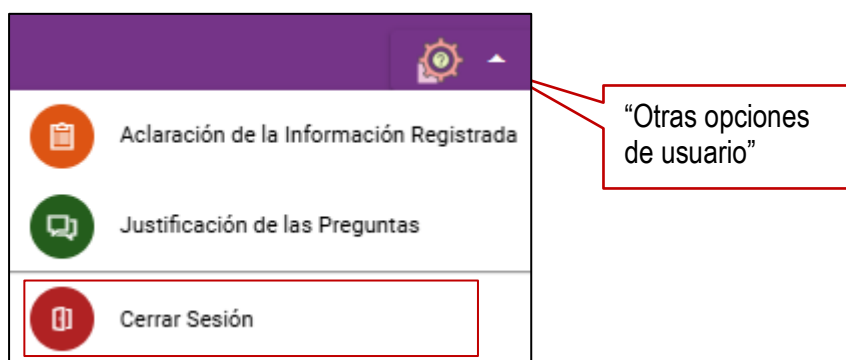 “Otras opciones
de usuario”
Aclaración de la Información Registrada
Justificación de las Preguntas
Cerrar Sesión